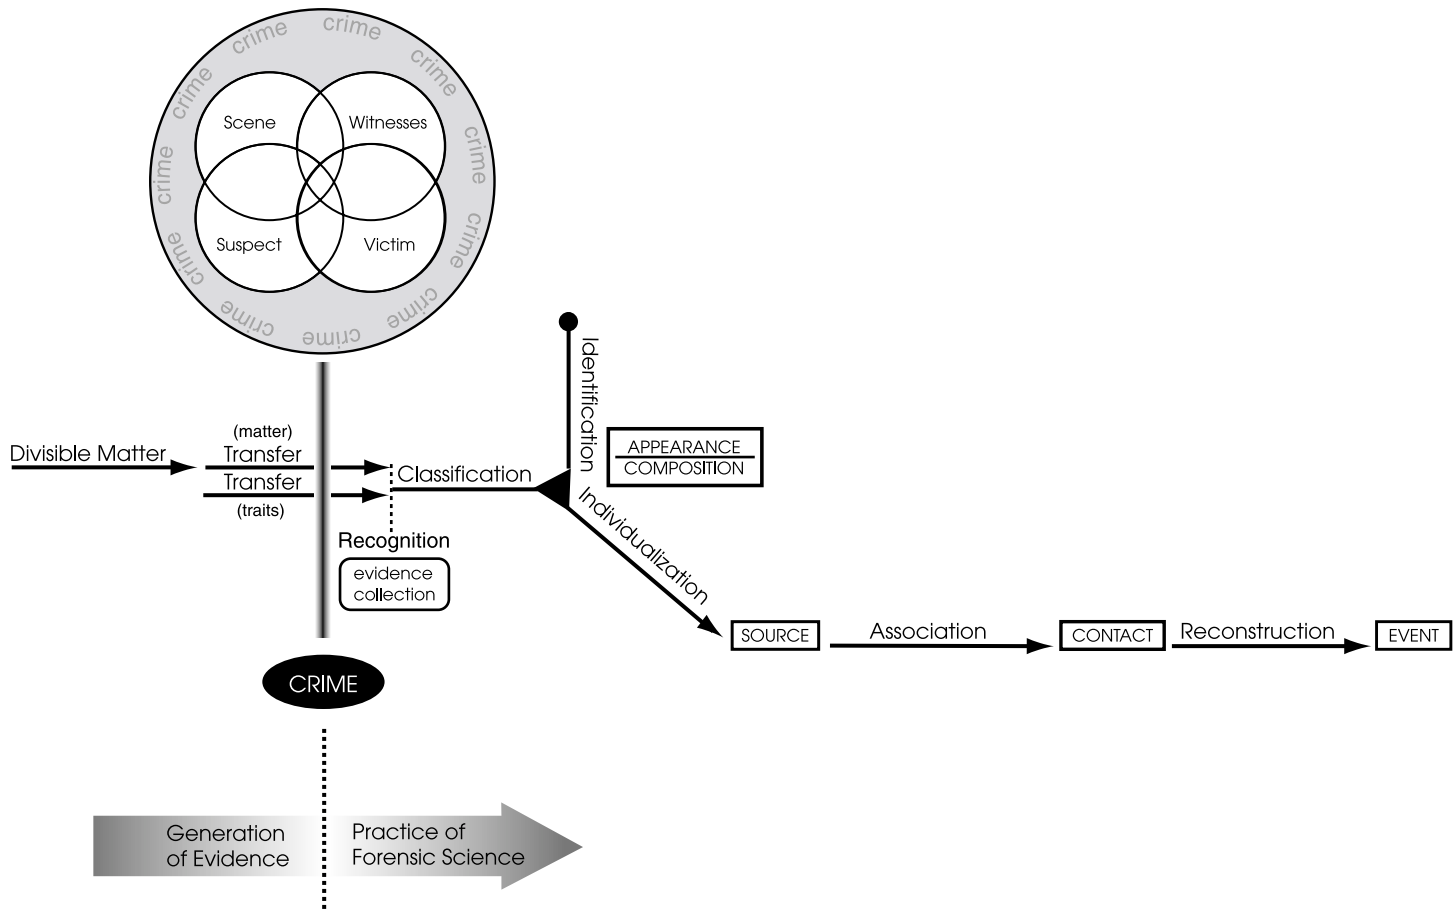 crime
crime
crime
crime
crime
crime
crime
crime
crime
crime
crime
Scene
Witnesses
Suspect
Victim
Divisible Matter
(matter)
Transfer
Transfer
(traits)
Classification
Recognition
evidence
collection
Identification
APPEARANCE
COMPOSITION
Individualization
SOURCE
Association
CONTACT
Reconstruction
EVENT
CRIME
Generation
of Evidence
Practice of
Forensic Science